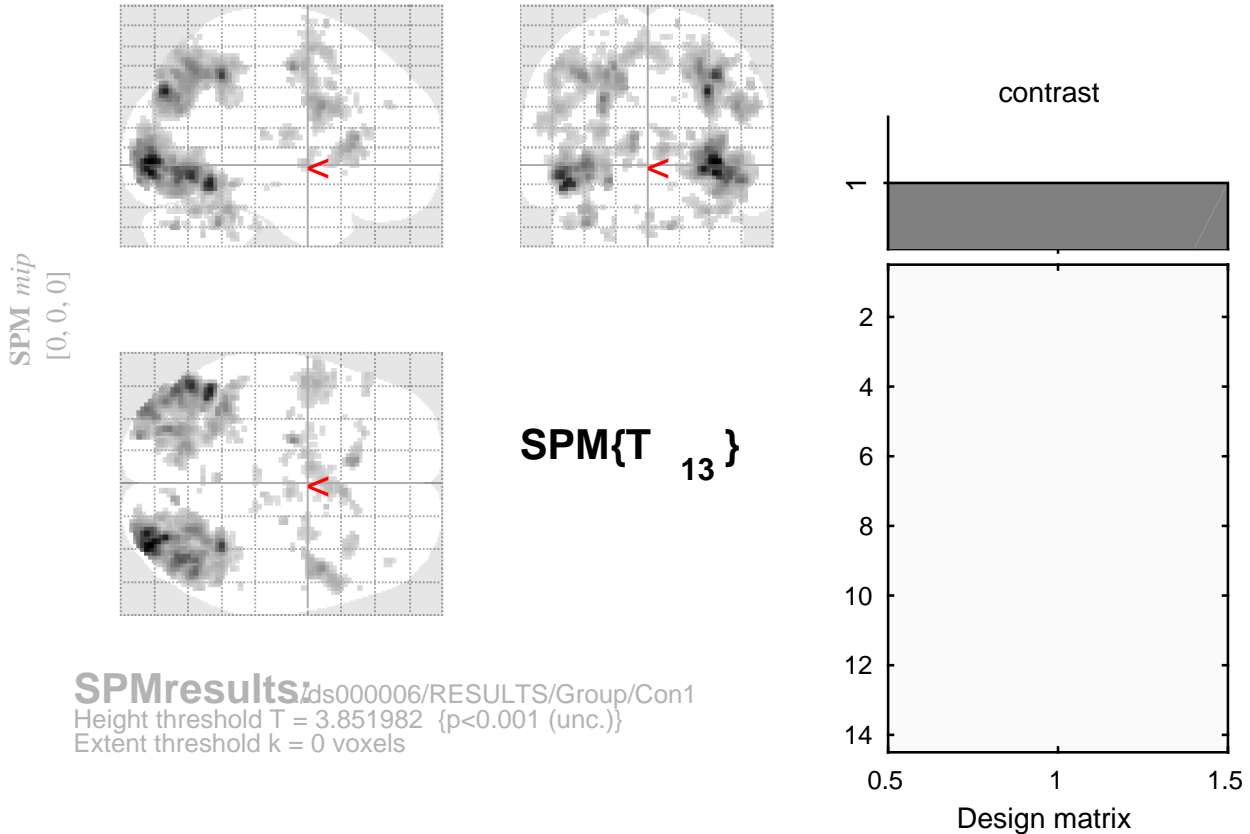 SPM mip
[0, 0, 0]
<
<
<
SPM{T 13 }
SPMresults: ./ds000006/RESULTS/Group/Con1
Height threshold T = 3.851982 {p<0.001 (unc.)}
Extent threshold k = 0 voxels
contrast
1
2
4
6
8
10
12
14
0.5 1 1.5
Design matrix